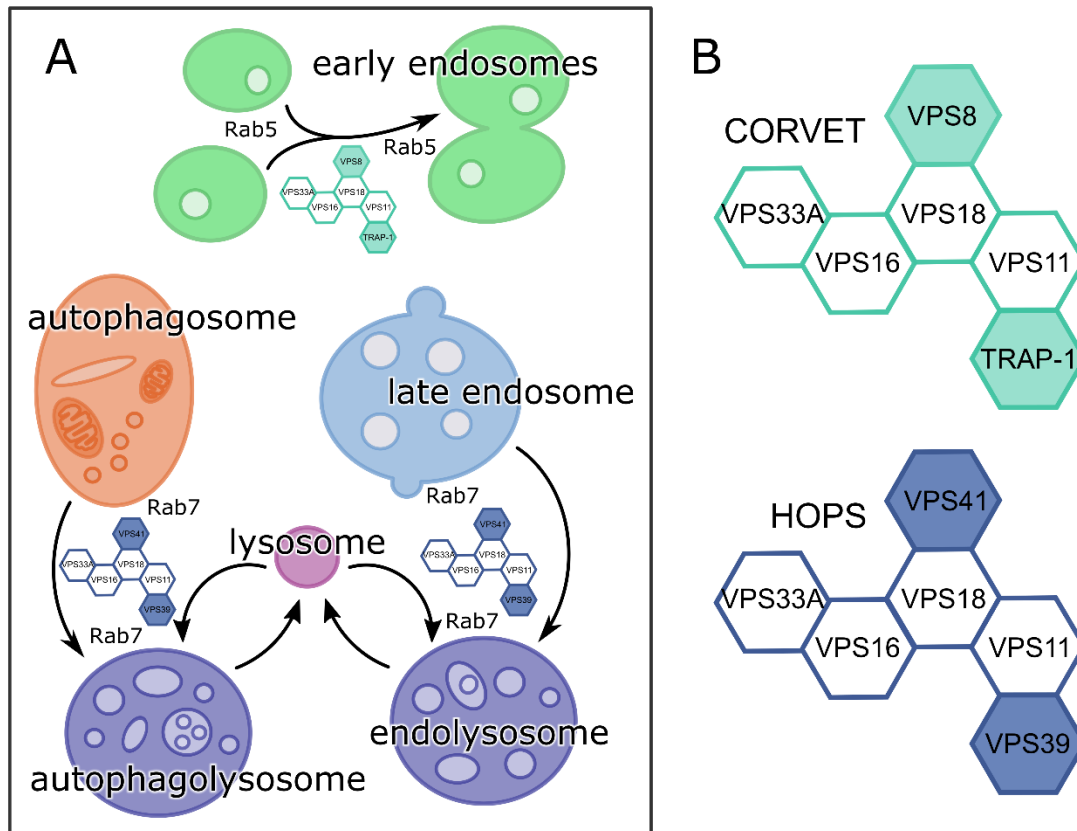 A
early endosomes
Rab5
Rab5
VPS8
VPS33A
VPS18
VPS16
VPS11
TRAP-1
autophagosome
late endosome
Rab7
VPS41
VPS33A
VPS18
VPS16
VPS11
VPS39
Rab7
lysosome
Rab7
VPS41
VPS33A
VPS18
VPS16
VPS11
VPS39
Rab7
autophagolysosome
endolysosome
B
CORVET
VPS8
VPS33A
VPS18
VPS16
VPS11
TRAP-1
HOPS
VPS41
VPS33A
VPS18
VPS16
VPS11
VPS39